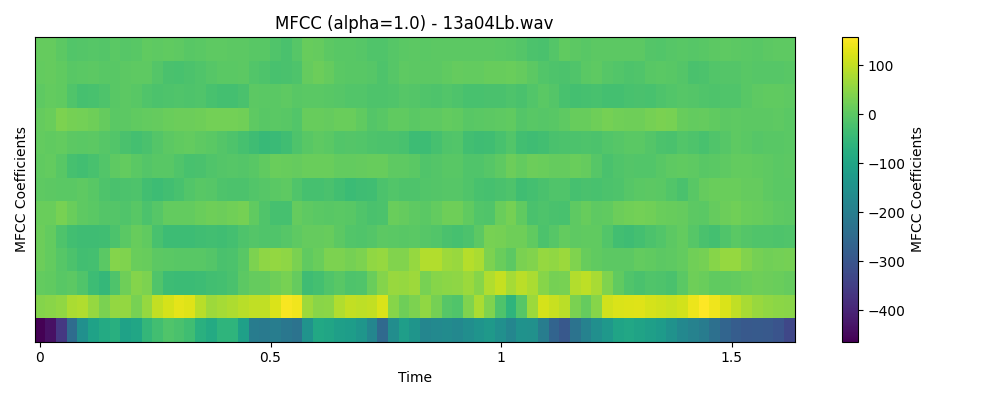 MFCC (alpha=1.0) - 13a04Lb.wav
MFCC Coefficients
0
0.5
1
1.5
Time
100
0
−100
−200
−300
−400
MFCC Coefficients